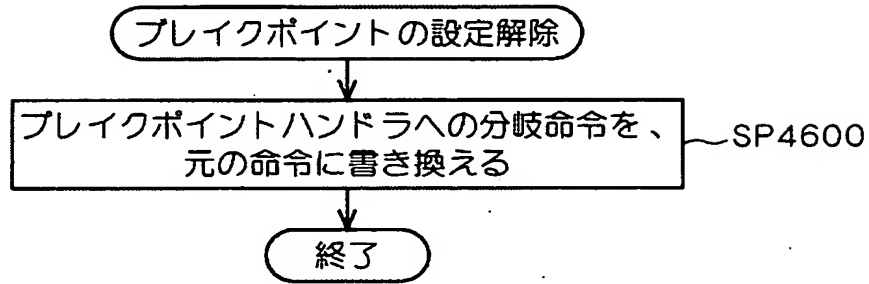 ブレイクポイントの設定解除
ブレイクポイントハンドラへの分岐命令を、
元の命令に書き換える
SP4600
終了